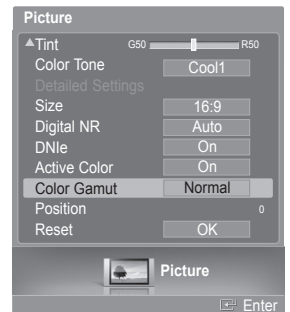 Picture
▲Tint G50 R50
Color Tone Cool1
Detailed Settings
Size 16:9
Digital NR Auto
DNIe On
Active Color On
Color Gamut Normal
Position 0
Reset OK
Picture
Enter